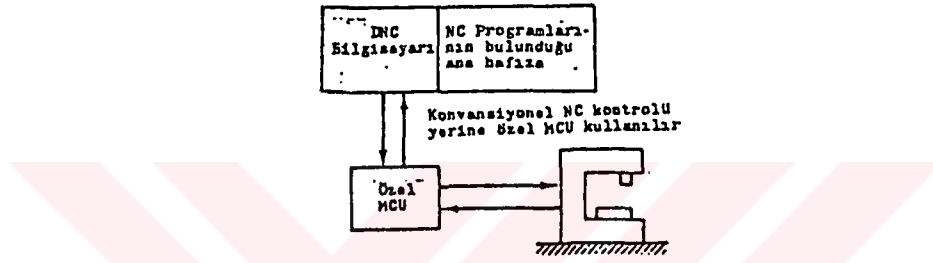 DNC
Bilgisayarı
NC Programları-
nın bulunduğu
ana hafıza
Konvansiyonel NC kontrolü
yerine özel MCU kullanılır
Özel
MCU